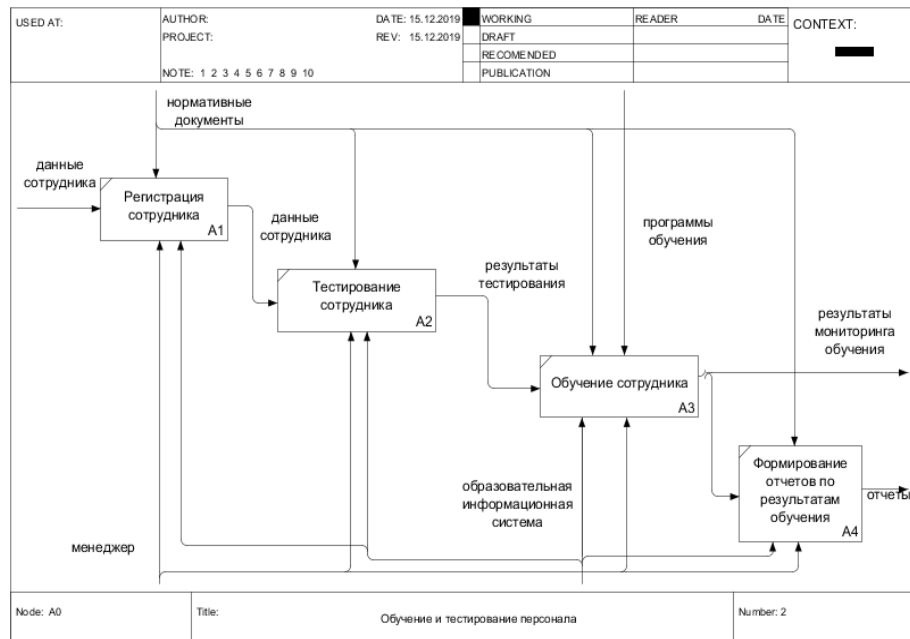 USED AT:
AUTHOR:
DATE: 15.12.2019
PROJECT:
REV: 15.12.2019
NOTE: 1 2 3 4 5 6 7 8 9 10
WORKING
DRAFT
RECOMENDED
PUBLICATION
READER
DATE
CONTEXT:
нормативные
документы
данные
сотрудника
Регистрация
сотрудника
A1
данные
сотрудника
программы
обучения
Тестирование
сотрудника
A2
результаты
тестирования
результаты
мониторинга
обучения
Обучение сотрудника
A3
Формирование
отчетов по
результатам
обучения
A4
отчеты
образовательная
информационная
система
менеджер
Node: A0
Title:
Обучение и тестирование персонала
Number: 2